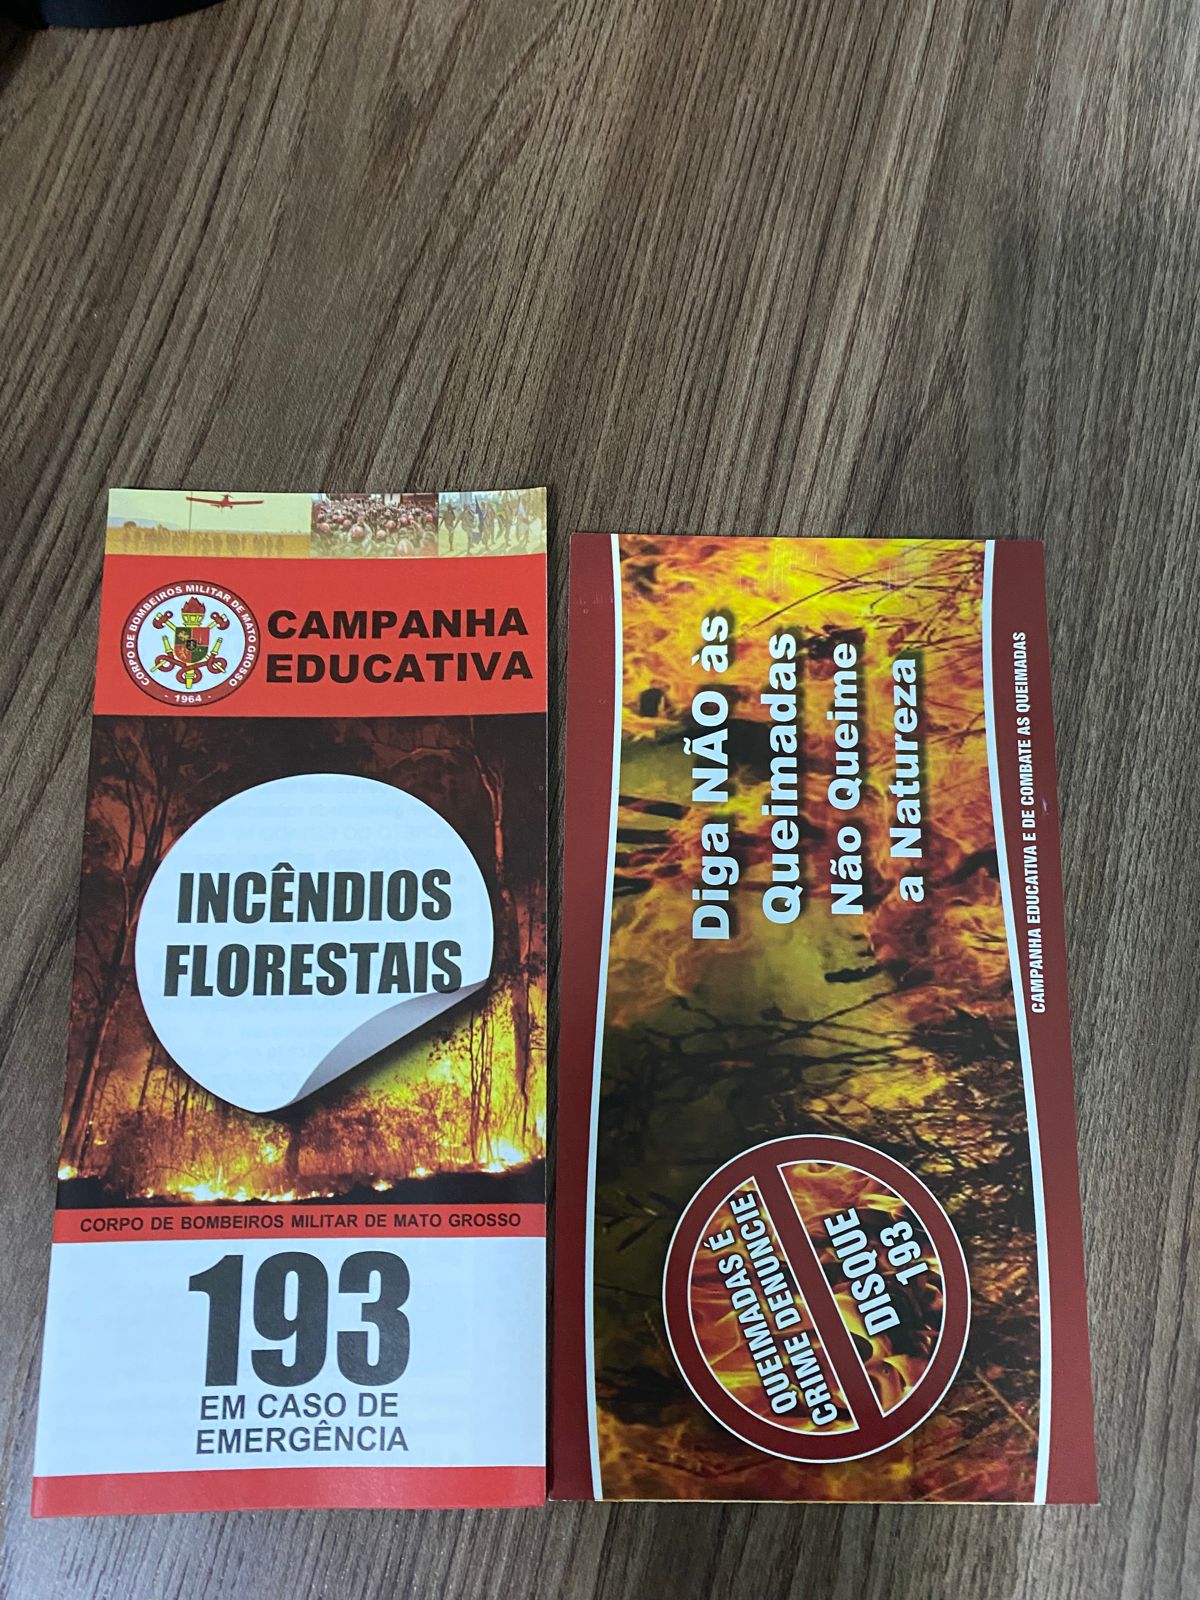 CORPO DE BOMBEIROS MILITAR DE MATO GROSSO
- 1964 -
CAMPANHA
EDUCATIVA
INCÊNDIOS
FLORESTAIS
CORPO DE BOMBEIROS MILITAR DE MATO GROSSO
193
EM CASO DE
EMERGÊNCIA
Diga NÃO às
Queimadas
Não Queime
a Natureza
QUEIMADAS É
CRIME DENUNCIE
DISQUE
193
CAMPANHA EDUCATIVA E DE COMBATE AS QUEIMADAS